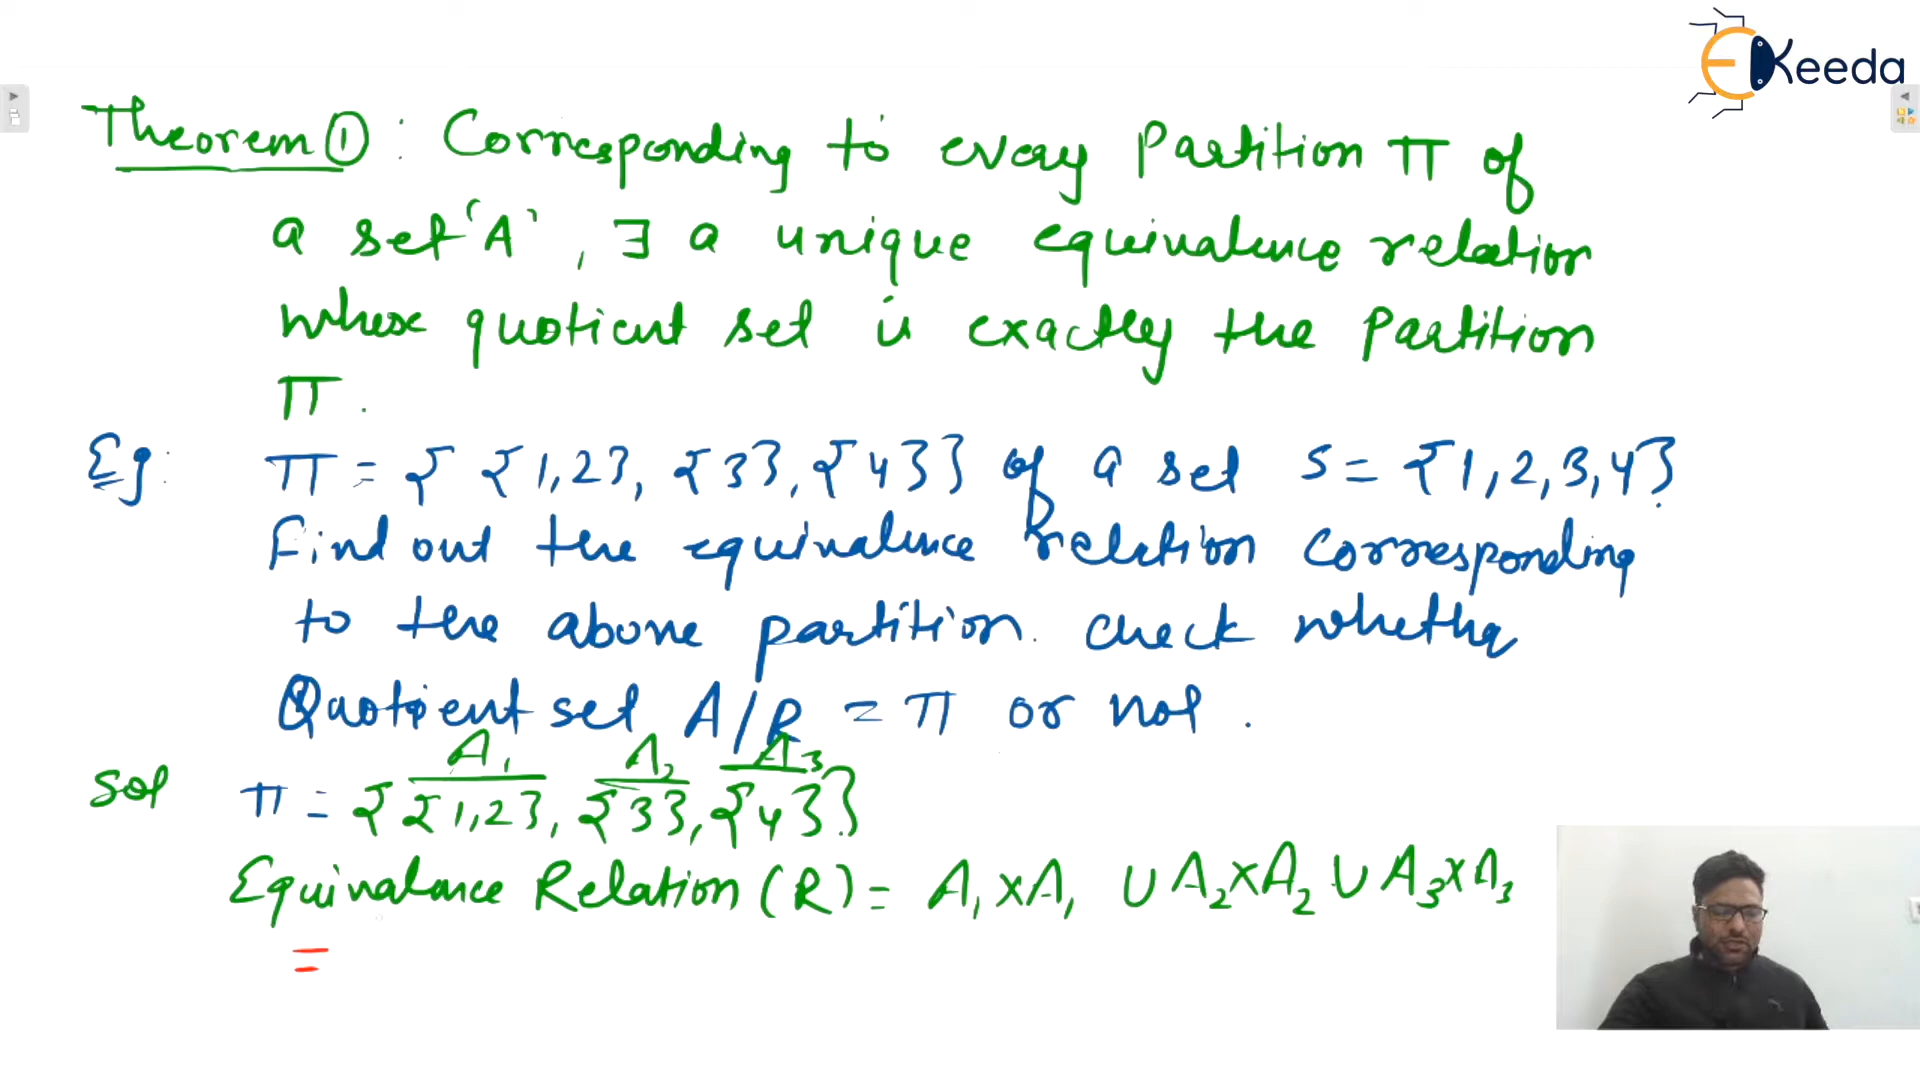 EKeeda
Theorem ① : Corresponding to every Partition π of
a set 'A' , ∃ a unique equivalence relation
whose quotient set is exactly the Partition
π .
Eg: π = { {1,2}, {3}, {4}} of a set S = {1,2,3,4}.
Find out the equivalence relation corresponding
to the above partition. check whether
Quotient set A/R = π or not .
A₁ A₂ A₃
Sol π = { {1,2}, {3}, {4}}
Equivalence Relation (R) = A₁×A₁ ∪ A₂×A₂ ∪ A₃×A₃
=